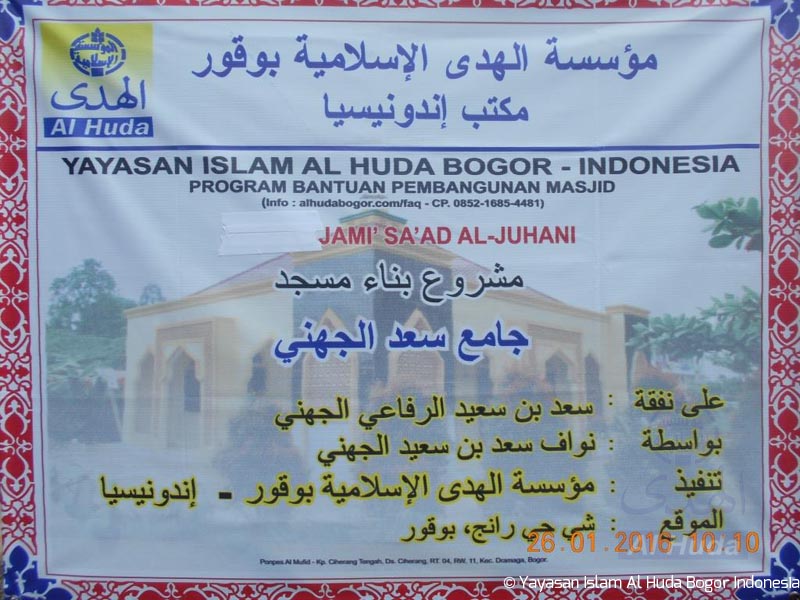 المؤسسة الإسلامية
الهدى
Al Huda
مؤسسة الهدى الإسلامية بوقور
مكتب إندونيسيا
YAYASAN ISLAM AL HUDA BOGOR - INDONESIA
PROGRAM BANTUAN PEMBANGUNAN MASJID
(Info : alhudabogor.com/faq - CP. 0852-1685-4481)
JAMI' SA'AD AL-JUHANI
مشروع بناء مسجد
جامع سعد الجهني
على نفقة : سعد بن سعيد الرفاعي الجهني
بواسطة : نواف سعد بن سعيد الجهني
تنفيذ : مؤسسة الهدى الإسلامية بوقور - إندونيسيا
الموقع : شي جي رانج، بوقور
الهدى
Al Huda
26.01.2016 10:10
Ponpes Al Mufid - Kp. Ciherang Tengah, Ds. Ciherang, RT. 04, RW. 11, Kec. Dramaga, Bogor.
© Yayasan Islam Al Huda Bogor Indonesia